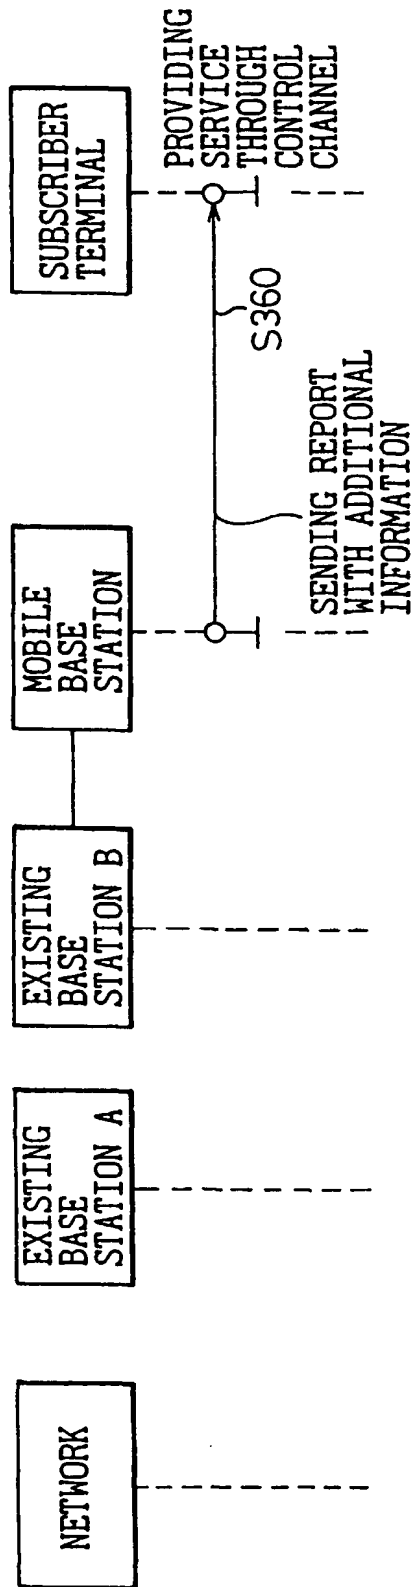 NETWORK
EXISTING
BASE
STATION A
EXISTING
BASE
STATION B
MOBILE
BASE
STATION
SUBSCRIBER
TERMINAL
S360
PROVIDING
SERVICE
THROUGH
CONTROL
CHANNEL
SENDING REPORT
WITH ADDITIONAL
INFORMATION